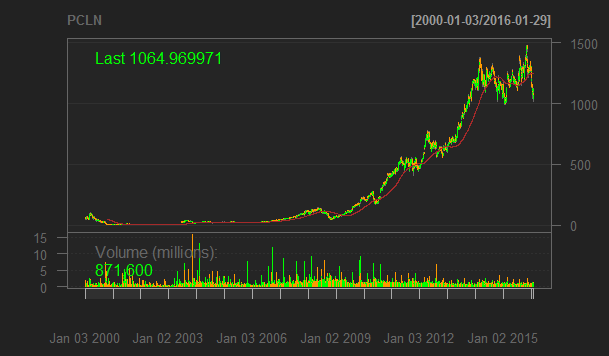 PCLN [2000-01-03/2016-01-29]
Last 1064.969971
1500
1000
500
0
Volume (millions):
871,600
15
10
5
0
Jan 03 2000 Jan 02 2003 Jan 03 2006 Jan 02 2009 Jan 03 2012 Jan 02 2015